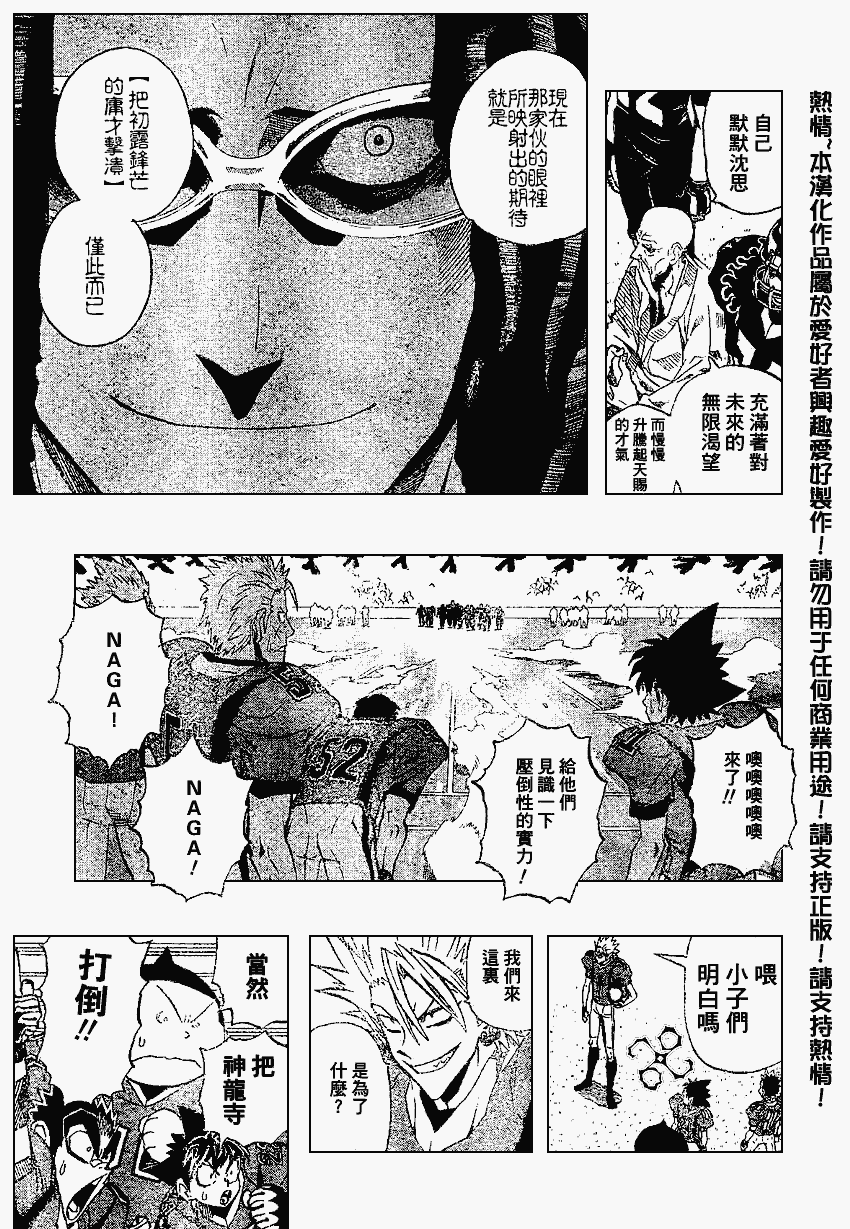 自己
默默沈思
充滿著對
未來的
無限渴望
而慢慢
升騰起天賜
的才氣
現在
那家伙的眼裡
所映射出的期待
就是
【把初露鋒芒
的庸才擊潰】
僅此而已
噢噢噢噢噢
來了!!
給他們
見識一下
壓倒性的實力!
NAGA!
NAGA!
喂
小子們
明白嗎
我們來
這裏
是為了
什麼?
當然
把
神龍寺
打倒!!
52
熱情~本漢化作品屬於愛好者興趣愛好製作!請勿用于任何商業用途!請支持正版!請支持熱情!